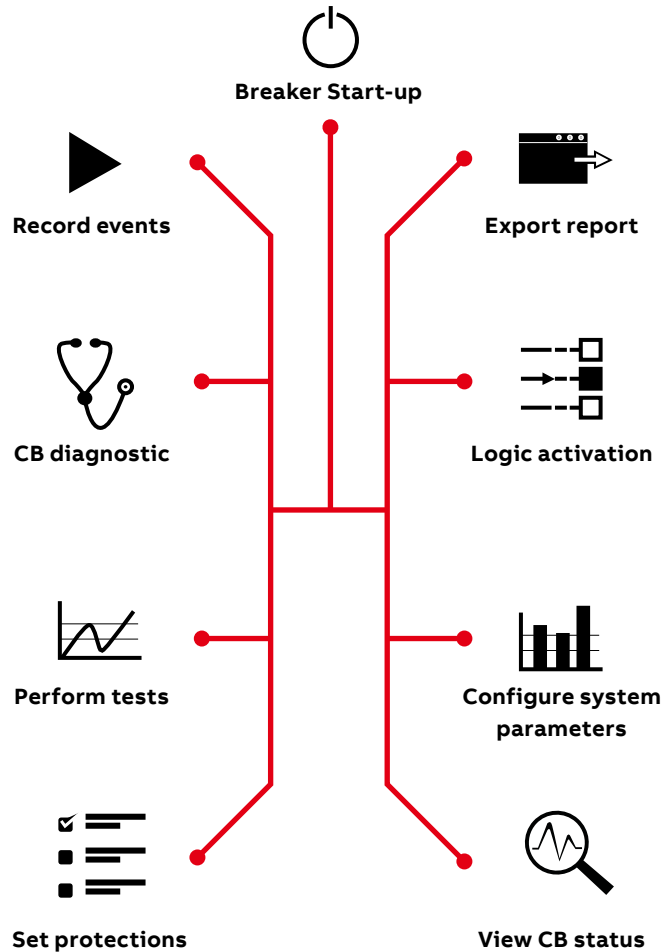 Breaker Start-up
Record events
Export report
CB diagnostic
Logic activation
Perform tests
Configure system
parameters
Set protections
View CB status